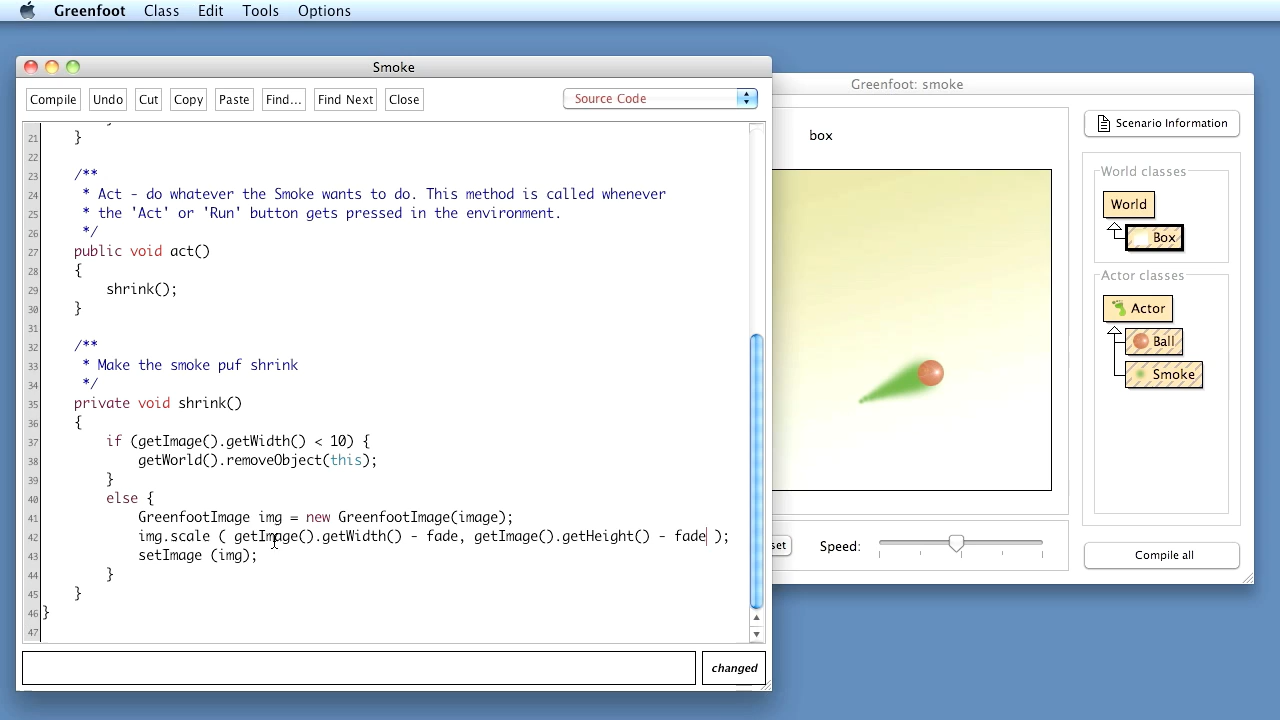 Greenfoot Class Edit Tools Options
Smoke
Compile Undo Cut Copy Paste Find... Find Next Close Source Code
21 }
22
23 /**
24 * Act - do whatever the Smoke wants to do. This method is called whenever
25 * the 'Act' or 'Run' button gets pressed in the environment.
26 */
27 public void act()
28 {
29 shrink();
30 }
31
32 /**
33 * Make the smoke puf shrink
34 */
35 private void shrink()
36 {
37 if (getImage().getWidth() < 10) {
38 getWorld().removeObject(this);
39 }
40 else {
41 GreenfootImage img = new GreenfootImage(image);
42 img.scale ( getImage().getWidth() - fade, getImage().getHeight() - fade );
43 setImage (img);
44 }
45 }
46 }
47
changed
Greenfoot: smoke
box
Scenario Information
World classes
World
Box
Actor classes
Actor
Ball
Smoke
Speed:
Compile all